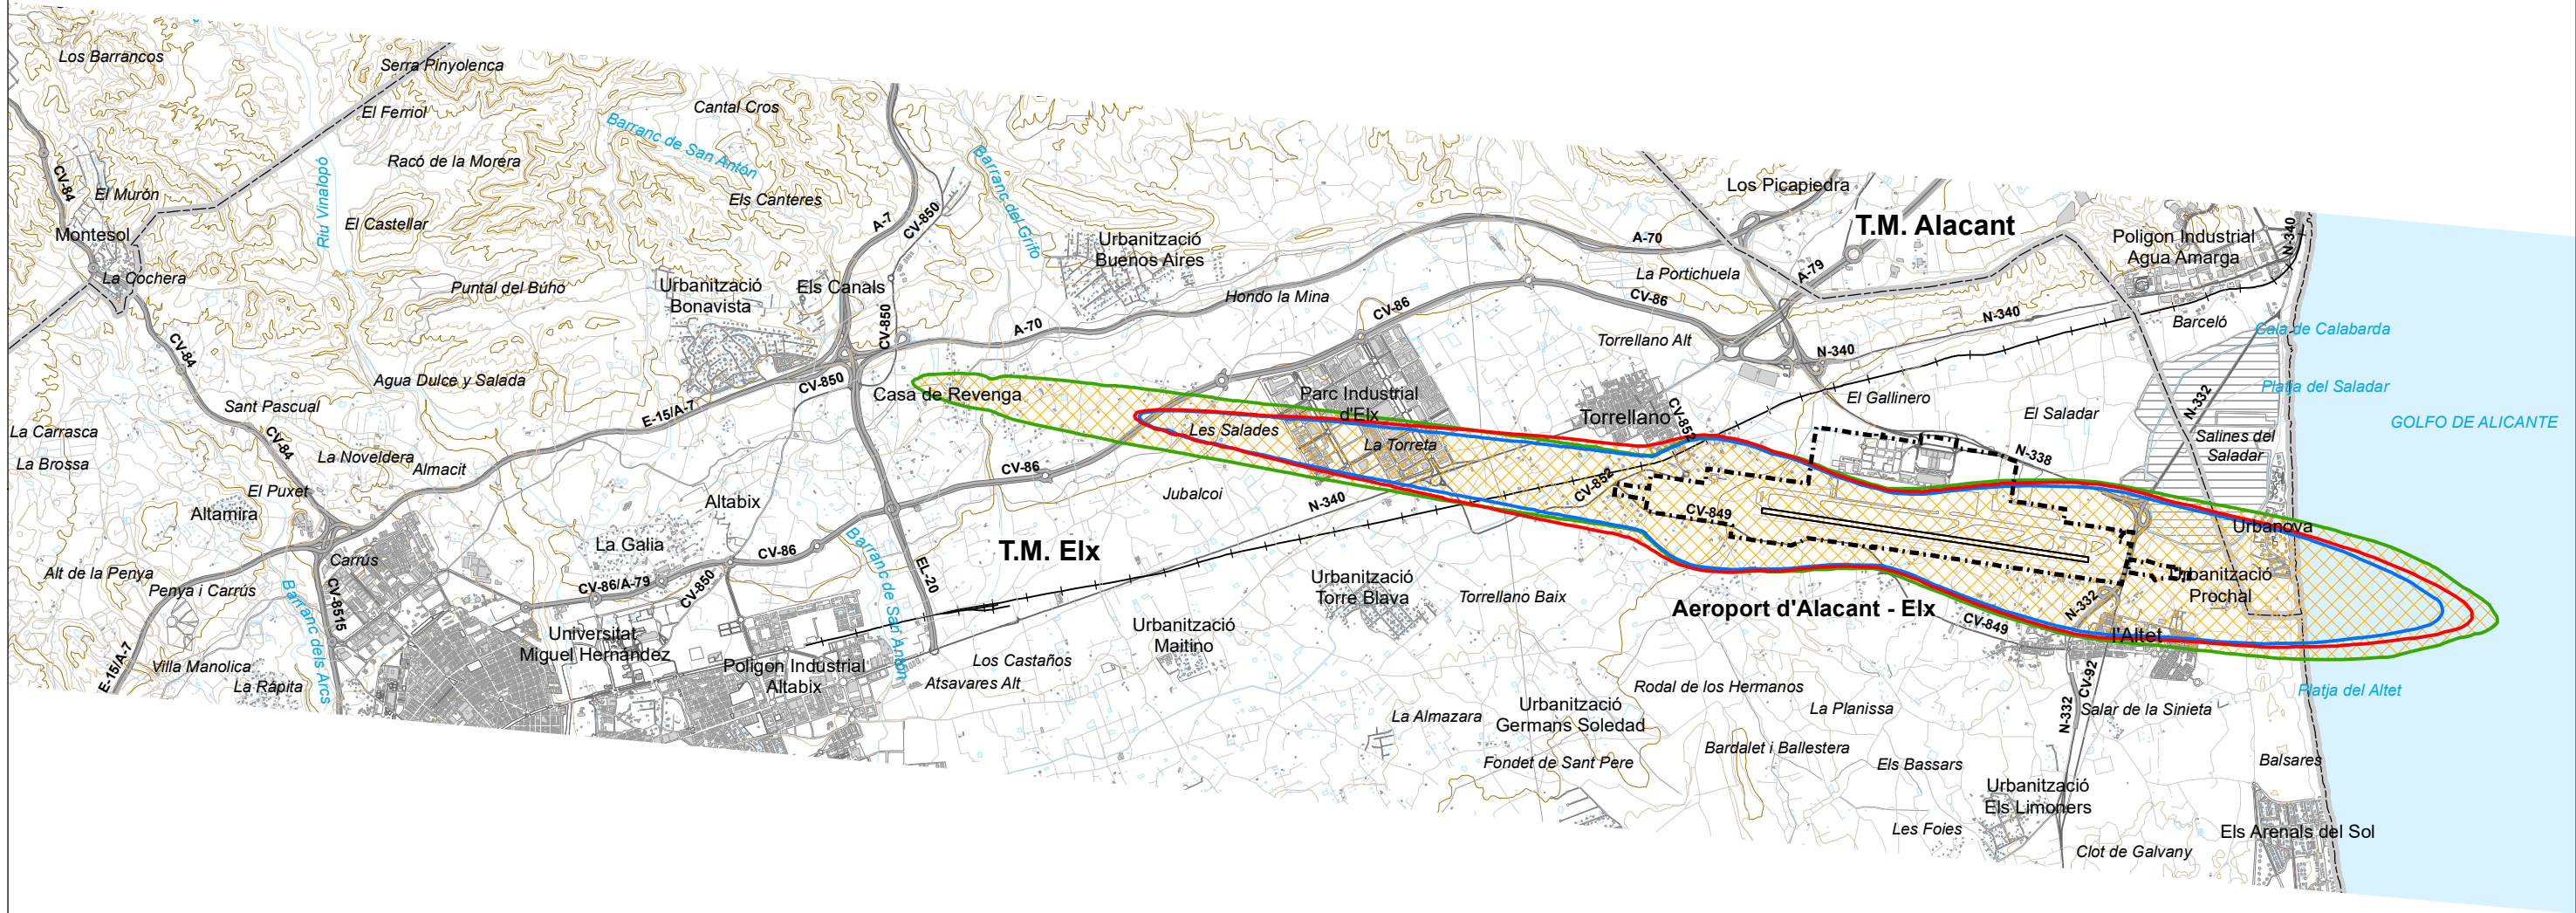 Los Barrancos
Serra Pinyolenca
El Ferriol
Cantal Cros
Barranc de San Antón
Racó de la Morera
CV-84
El Murón
Riu Vinalopó
Els Canteres
El Castellar
A-7
CV-850
Barranc del Grifo
Montesol
La Cochera
Puntal del Búho
Urbanització
Bonavista
Els Canals
CV-850
Urbanització
Buenos Aires
Hondo la Mina
A-70
Los Picapiedra
T.M. Alacant
A-70
La Portichuela
A-79
Poligon Industrial
Agua Amarga
N-340
CV-86
CV-86
N-340
Barceló
Cala de Calabarda
Torrellano Alt
N-340
CV-84
Agua Dulce y Salada
CV-850
Casa de Revenga
Parc Industrial
d'Elx
Platja del Saladar
N-332
El Gallinero
El Saladar
Sant Pascual
E-15/A-7
Les Salades
La Torreta
Torrellano
CV-852
GOLFO DE ALICANTE
La Carrasca
La Brossa
CV-84
La Noveldera
Almacit
CV-86
Salines del
Saladar
N-338
El Puxet
Altamira
Altabix
Jubalcoi
N-340
CV-852
CV-849
Urbanova
La Galia
CV-86
Barranc de San Antón
T.M. Elx
Carrús
Alt de la Penya
Penya i Carrús
CV-8515
Barranc dels Arcs
CV-86/A-79
CV-850
EL-20
Urbanització
Torre Blava
Torrellano Baix
Aeroport d'Alacant - Elx
Urbanització
Prochal
N-332
CV-849
l'Altet
Universitat
Miguel Hernández
Urbanització
Maitino
E-15/A-7
Villa Manolica
La Ràpita
Poligon Industrial
Altabix
Los Castaños
Atsavares Alt
Rodal de los Hermanos
CV-92
Platja del Altet
La Almazara
Urbanització
Germans Soledad
La Planissa
N-332
Salar de la Sinieta
Bardalet i Ballestera
Fondet de Sant Pere
Els Bassars
Balsares
Urbanització
Els Limoners
Les Foies
Els Arenals del Sol
Clot de Galvany